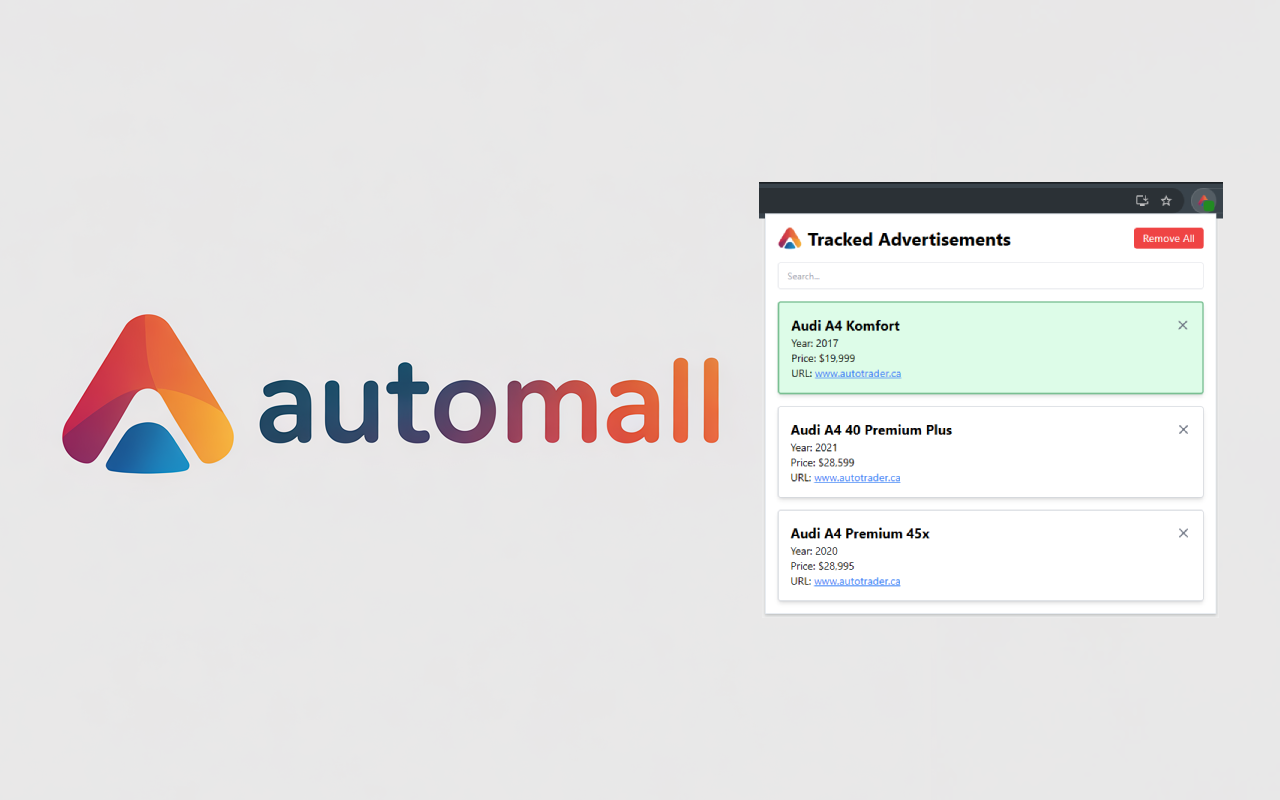 automall
Tracked Advertisements
Remove All
Search...
Audi A4 Komfort
Year: 2017
Price: $19,999
URL: www.autotrader.ca
Audi A4 40 Premium Plus
Year: 2021
Price: $28,599
URL: www.autotrader.ca
Audi A4 Premium 45x
Year: 2020
Price: $28,995
URL: www.autotrader.ca